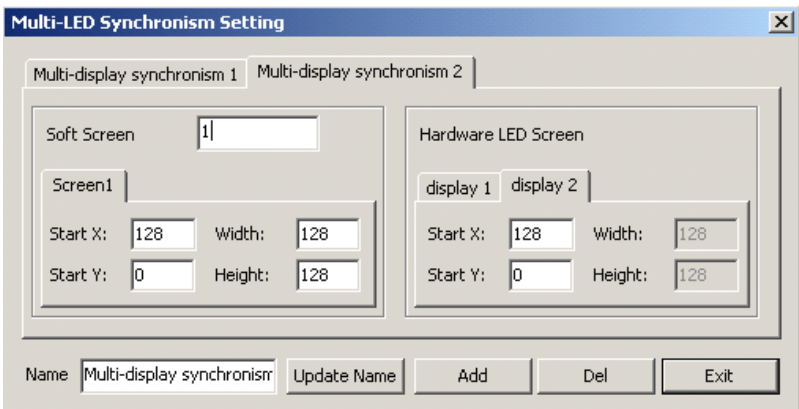 Multi-LED Synchronism Setting
Multi-display synchronism 1 Multi-display synchronism 2
Soft Screen 1
Screen1
Start X: 128 Width: 128
Start Y: 0 Height: 128
Hardware LED Screen
display 1 display 2
Start X: 128 Width: 128
Start Y: 0 Height: 128
Name Multi-display synchronism Update Name Add Del Exit